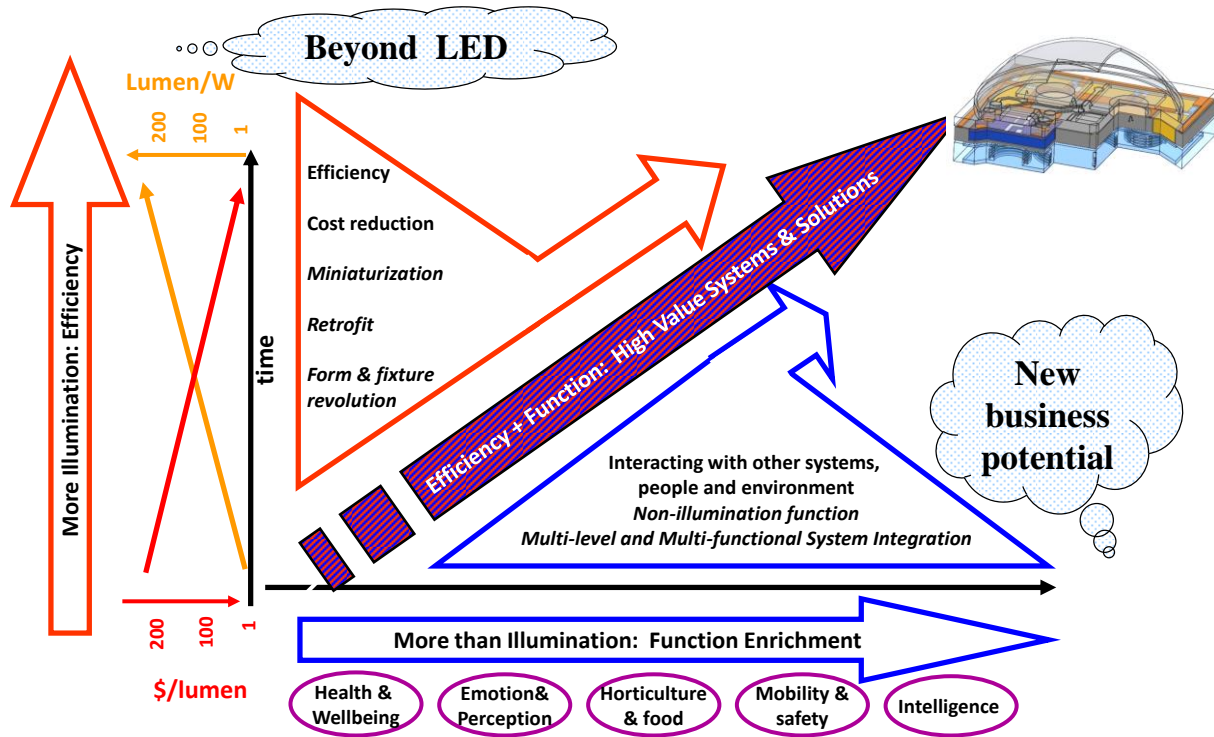 Beyond LED
Lumen/W
200
100
1
More Illumination: Efficiency
time
Efficiency
Cost reduction
Miniaturization
Retrofit
Form & fixture
revolution
Efficiency + Function: High Value Systems & Solutions
A
New
business
potential
Interacting with other systems,
people and environment
Non-illumination function
Multi-level and Multi-functional System Integration
200
100
1
$/lumen
More than Illumination: Function Enrichment
Health &
Wellbeing
Emotion&
Perception
Horticulture
& food
Mobility &
safety
Intelligence